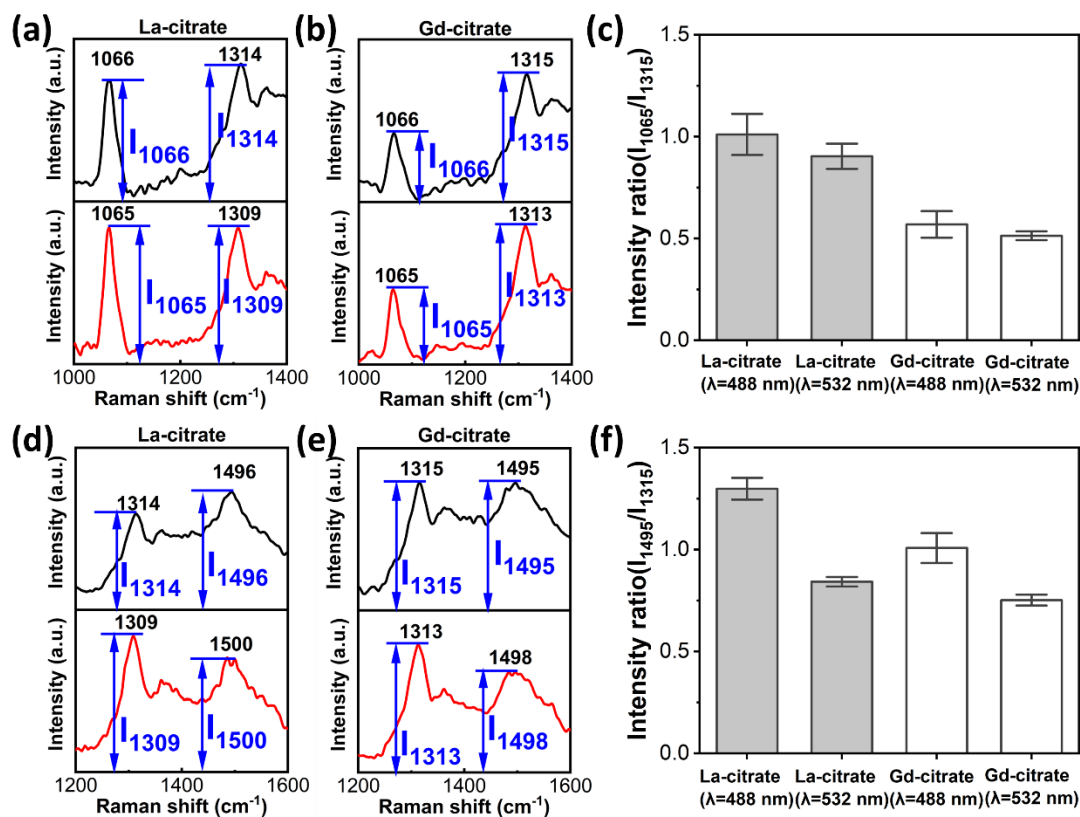 (a)
La-citrate
Intensity (a.u.)
1066
1314
I1066
I1314
Intensity (a.u.)
1065
1309
I1065
I1309
1000 1200 1400
Raman shift (cm⁻¹)
(b)
Gd-citrate
Intensity (a.u.)
1066
1315
I1066
I1315
Intensity (a.u.)
1065
1313
I1065
I1313
1000 1200 1400
Raman shift (cm⁻¹)
(c)
Intensity ratio(I1065/I1315)
1.5
1.0
0.5
0.0
La-citrate La-citrate Gd-citrate Gd-citrate
(λ=488 nm)(λ=532 nm)(λ=488 nm)(λ=532 nm)
(d)
La-citrate
Intensity (a.u.)
1314
1496
I1314
I1496
Intensity (a.u.)
1309
1500
I1309
I1500
1200 1400 1600
Raman shift (cm⁻¹)
(e)
Gd-citrate
Intensity (a.u.)
1315
1495
I1315
I1495
Intensity (a.u.)
1313
1498
I1313
I1498
1200 1400 1600
Raman shift (cm⁻¹)
(f)
Intensity ratio(I1495/I1315)
1.5
1.0
0.5
0.0
La-citrate La-citrate Gd-citrate Gd-citrate
(λ=488 nm)(λ=532 nm)(λ=488 nm)(λ=532 nm)